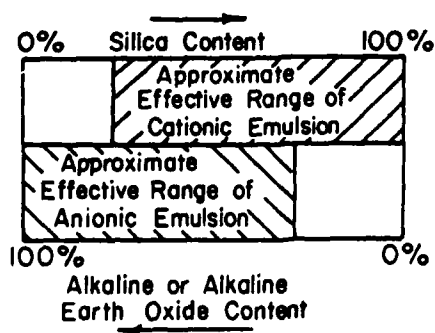 0% Silica Content 100%
Approximate
Effective Range of
Cationic Emulsion
Approximate
Effective Range of
Anionic Emulsion
100% 0%
Alkaline or Alkaline
Earth Oxide Content